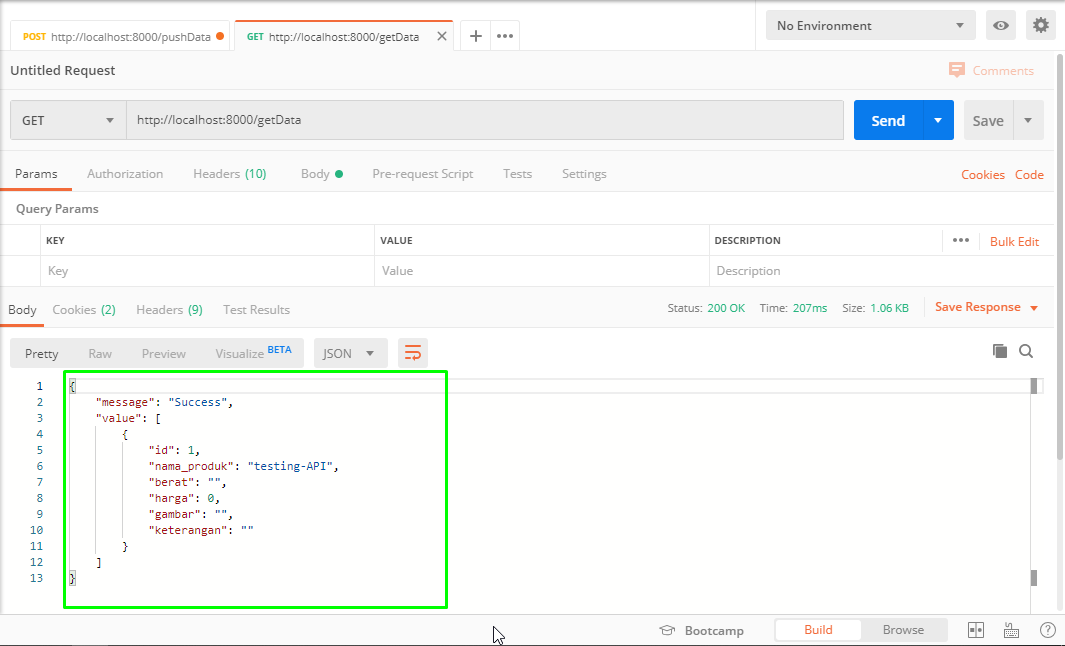 POST http://localhost:8000/pushData GET http://localhost:8000/getData No Environment
Untitled Request Comments
GET http://localhost:8000/getData Send Save
Params Authorization Headers (10) Body Pre-request Script Tests Settings Cookies Code
Query Params
KEY VALUE DESCRIPTION Bulk Edit
Key Value Description
Body Cookies (2) Headers (9) Test Results Status: 200 OK Time: 207ms Size: 1.06 KB Save Response
Pretty Raw Preview Visualize BETA JSON
1 {
2 "message": "Success",
3 "value": [
4 {
5 "id": 1,
6 "nama_produk": "testing-API",
7 "berat": "",
8 "harga": 0,
9 "gambar": "",
10 "keterangan": ""
11 }
12 ]
13 }
Bootcamp Build Browse